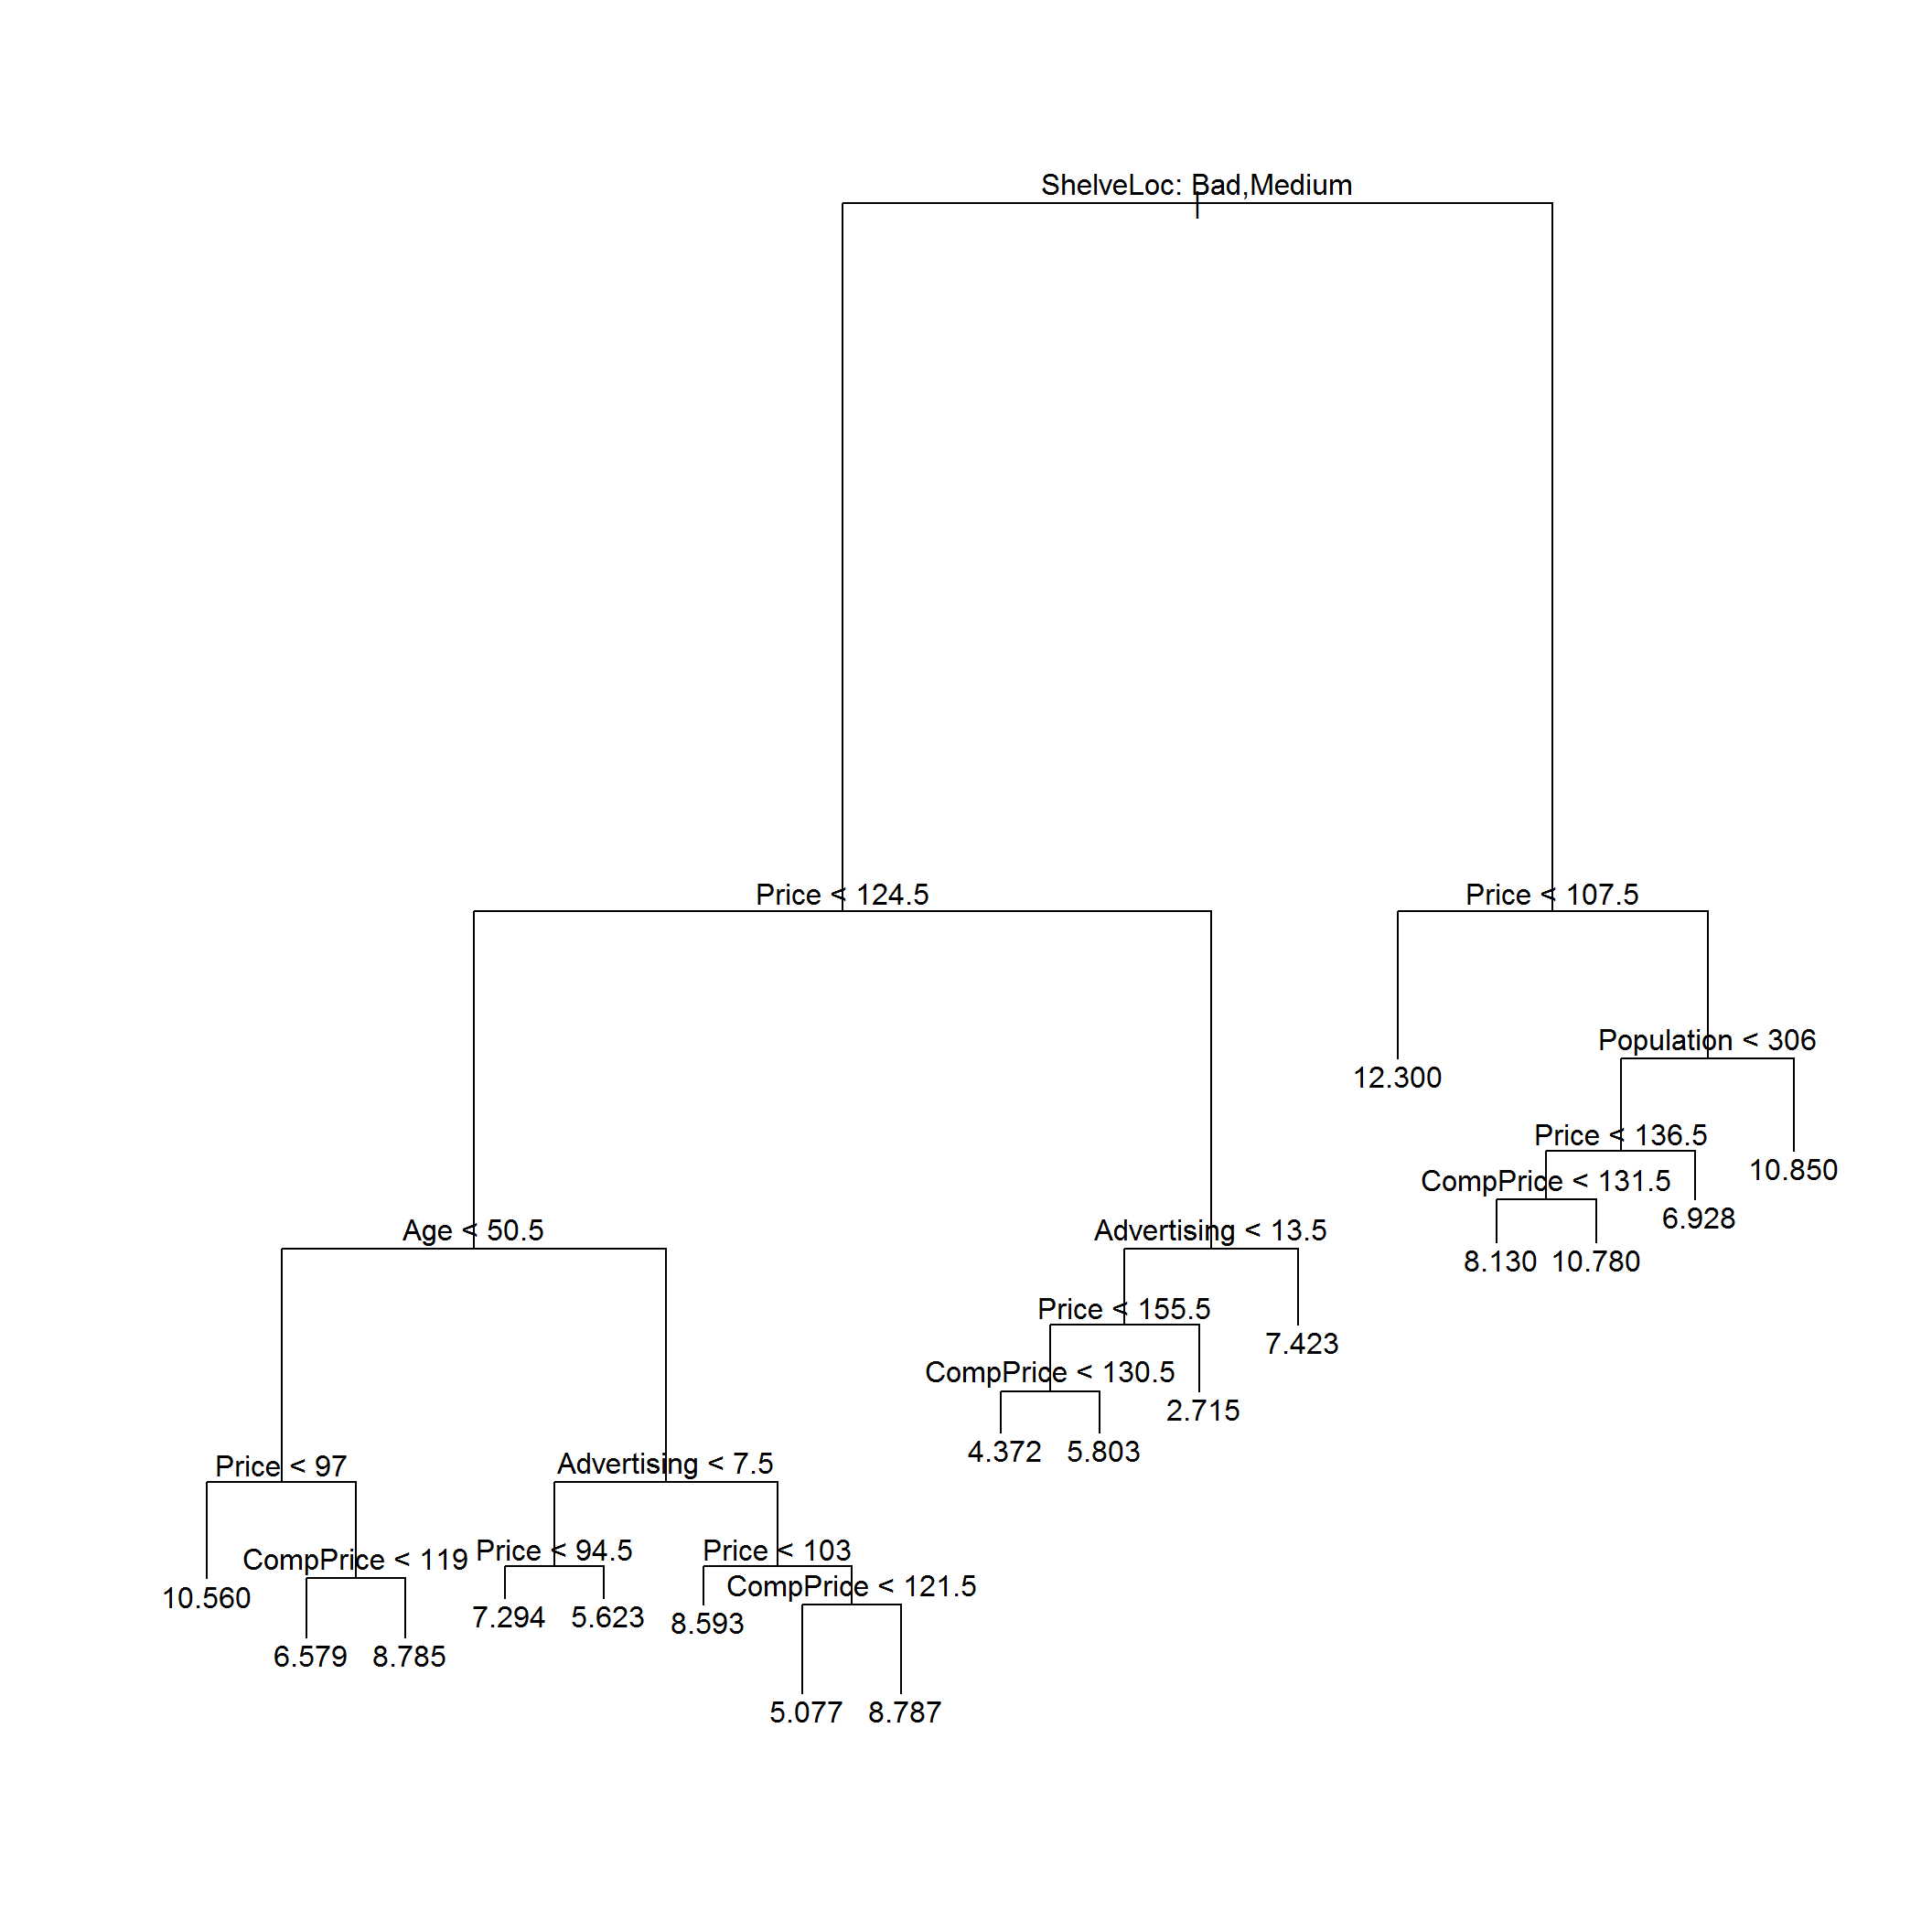 ShelveLoc: Bad,Medium
Price < 124.5
Price < 107.5
Population < 306
12.300
Price < 136.5
10.850
CompPrice < 131.5
6.928
Age < 50.5
Advertising < 13.5
8.130
10.780
Price < 155.5
7.423
CompPrice < 130.5
2.715
4.372
5.803
Price < 97
Advertising < 7.5
CompPrice < 119
Price < 94.5
Price < 103
CompPrice < 121.5
10.560
7.294
5.623
8.593
6.579
8.785
5.077
8.787